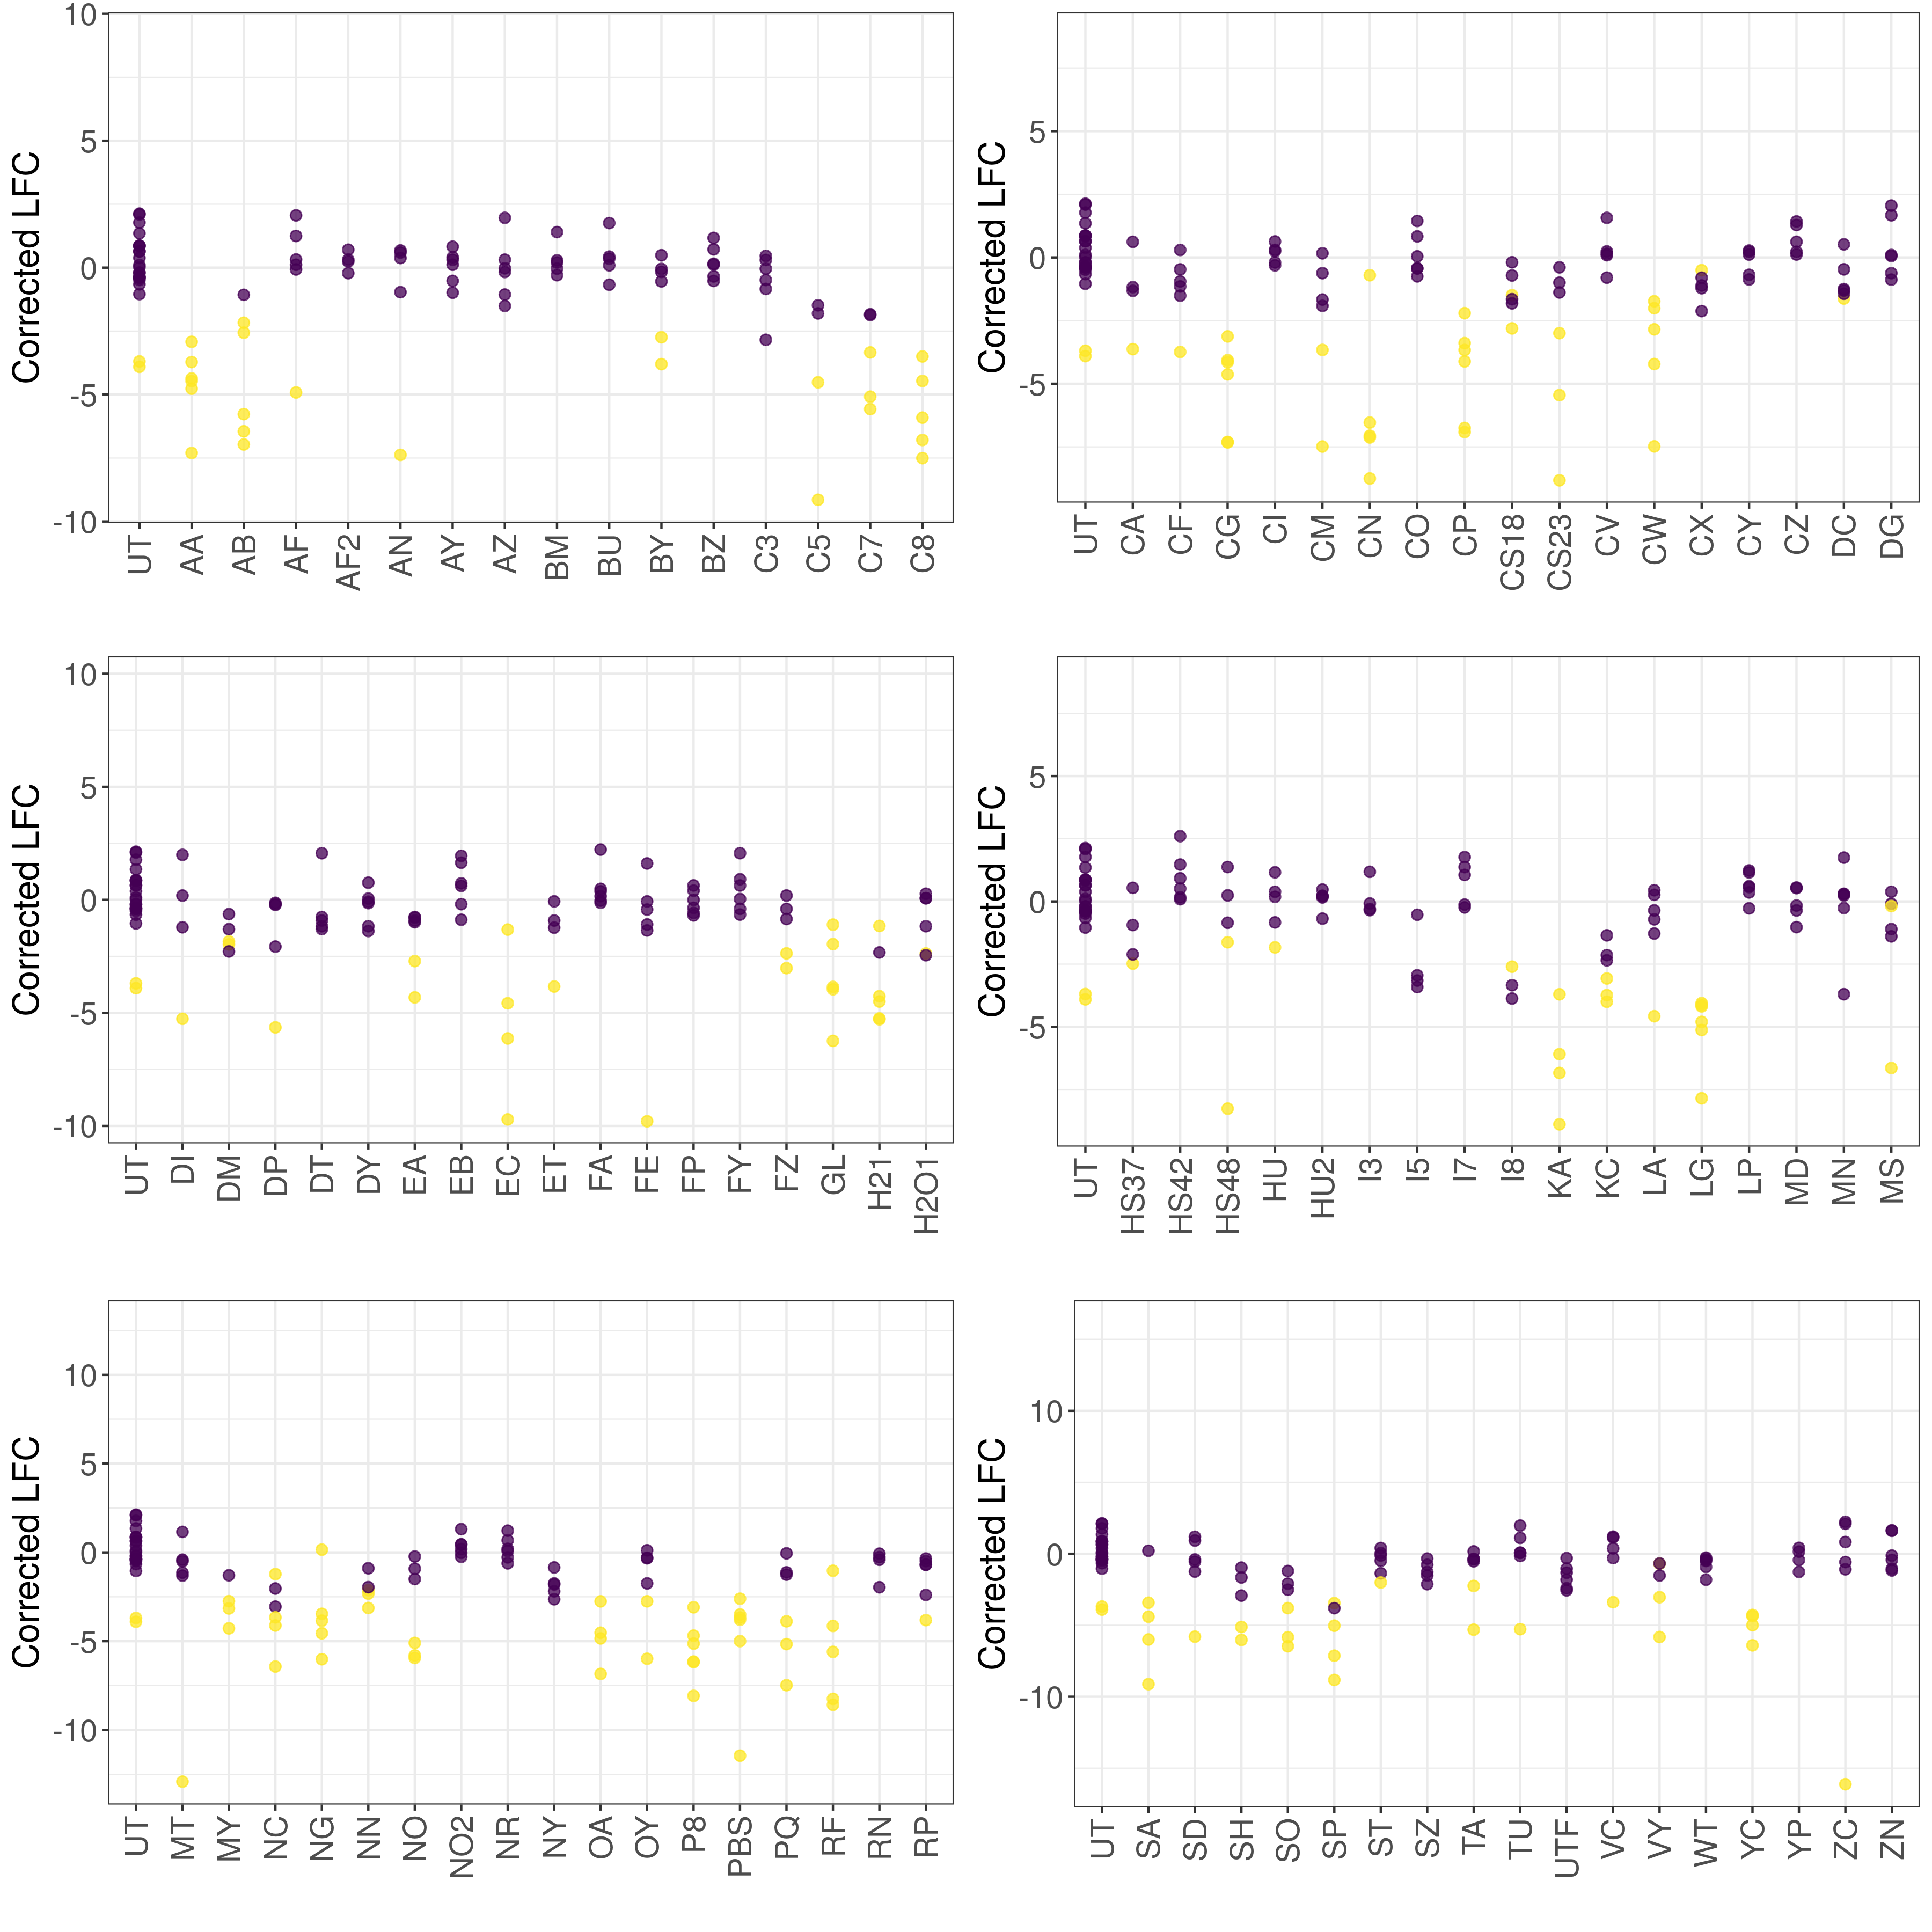 Corrected LFC
10
5
0
-5
-10
UT AA AB AF AF2 AN AY AZ BM BU BY BZ C3 C5 C7 C8
Corrected LFC
5
0
-5
UT CA CF CG CI CM CN CO CP CS18 CS23 CV CW CX CY CZ DC DG
Corrected LFC
10
5
0
-5
-10
UT DI DM DP DT DY EA EB EC ET FA FE FP FY FZ GL H21 H2O1
Corrected LFC
5
0
-5
UT HS37 HS42 HS48 HU HU2 I3 I5 I7 I8 KA KC LA LG LP MD MN MS
Corrected LFC
10
5
0
-5
-10
UT MT MY NC NG NN NO NO2 NR NY OA OY P8 PBS PQ RF RN RP
Corrected LFC
10
0
-10
UT SA SD SH SO SP ST SZ TA TU UTF VC VY WT YC YP ZC ZN